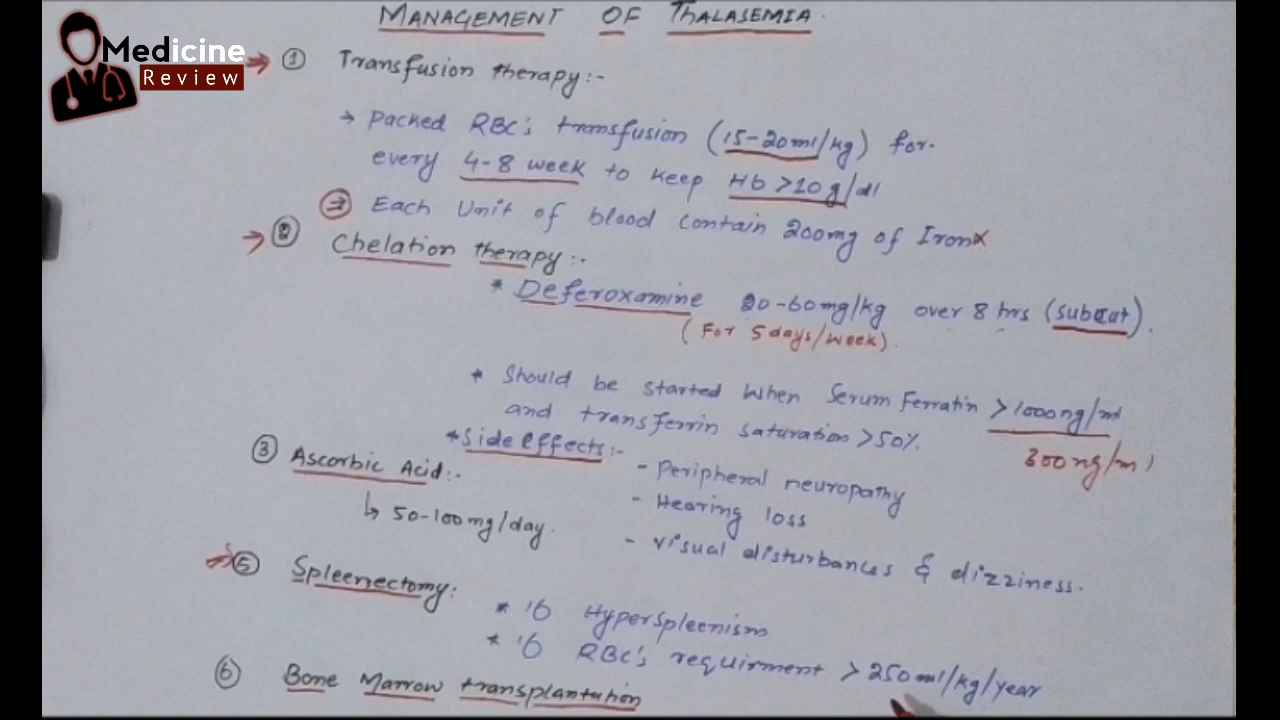 MANAGEMENT OF THALASEMIA.
Medicine
Review
① Transfusion therapy:-
→ Packed RBC's transfusion (15-20ml/kg) for
every 4-8 week to keep Hb >10g/dl
⇒ Each Unit of blood contain 200mg of Iron
② Chelation therapy:-
* Deferoxamine 20-60mg/kg over 8 hrs (subcut).
(For 5 days/week).
* Should be started when Serum Ferratin >1000ng/ml
and transferrin saturation >50%.
300ng/ml
* Side effects:-
- Peripheral neuropathy
- Hearing loss
- Visual disturbances & dizziness.
③ Ascorbic Acid:-
↳ 50-100mg/day.
⑤ Spleenectomy:
* if Hyperspleenism
* if RBC's requirment > 250ml/kg/year
⑥ Bone Marrow transplantation